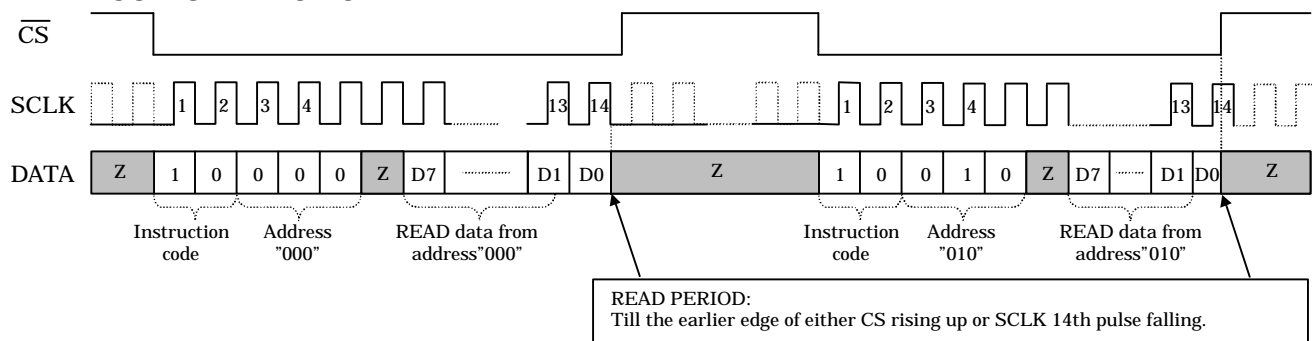 CS
SCLK 1 2 3 4 13 14 1 2 3 4 13 14
DATA Z 1 0 0 0 0 Z D7 D1 D0 Z 1 0 0 1 0 Z D7 D1 D0 Z
Instruction code
Address "000"
READ data from address"000"
Instruction code
Address "010"
READ data from address"010"
READ PERIOD:
Till the earlier edge of either CS rising up or SCLK 14th pulse falling.